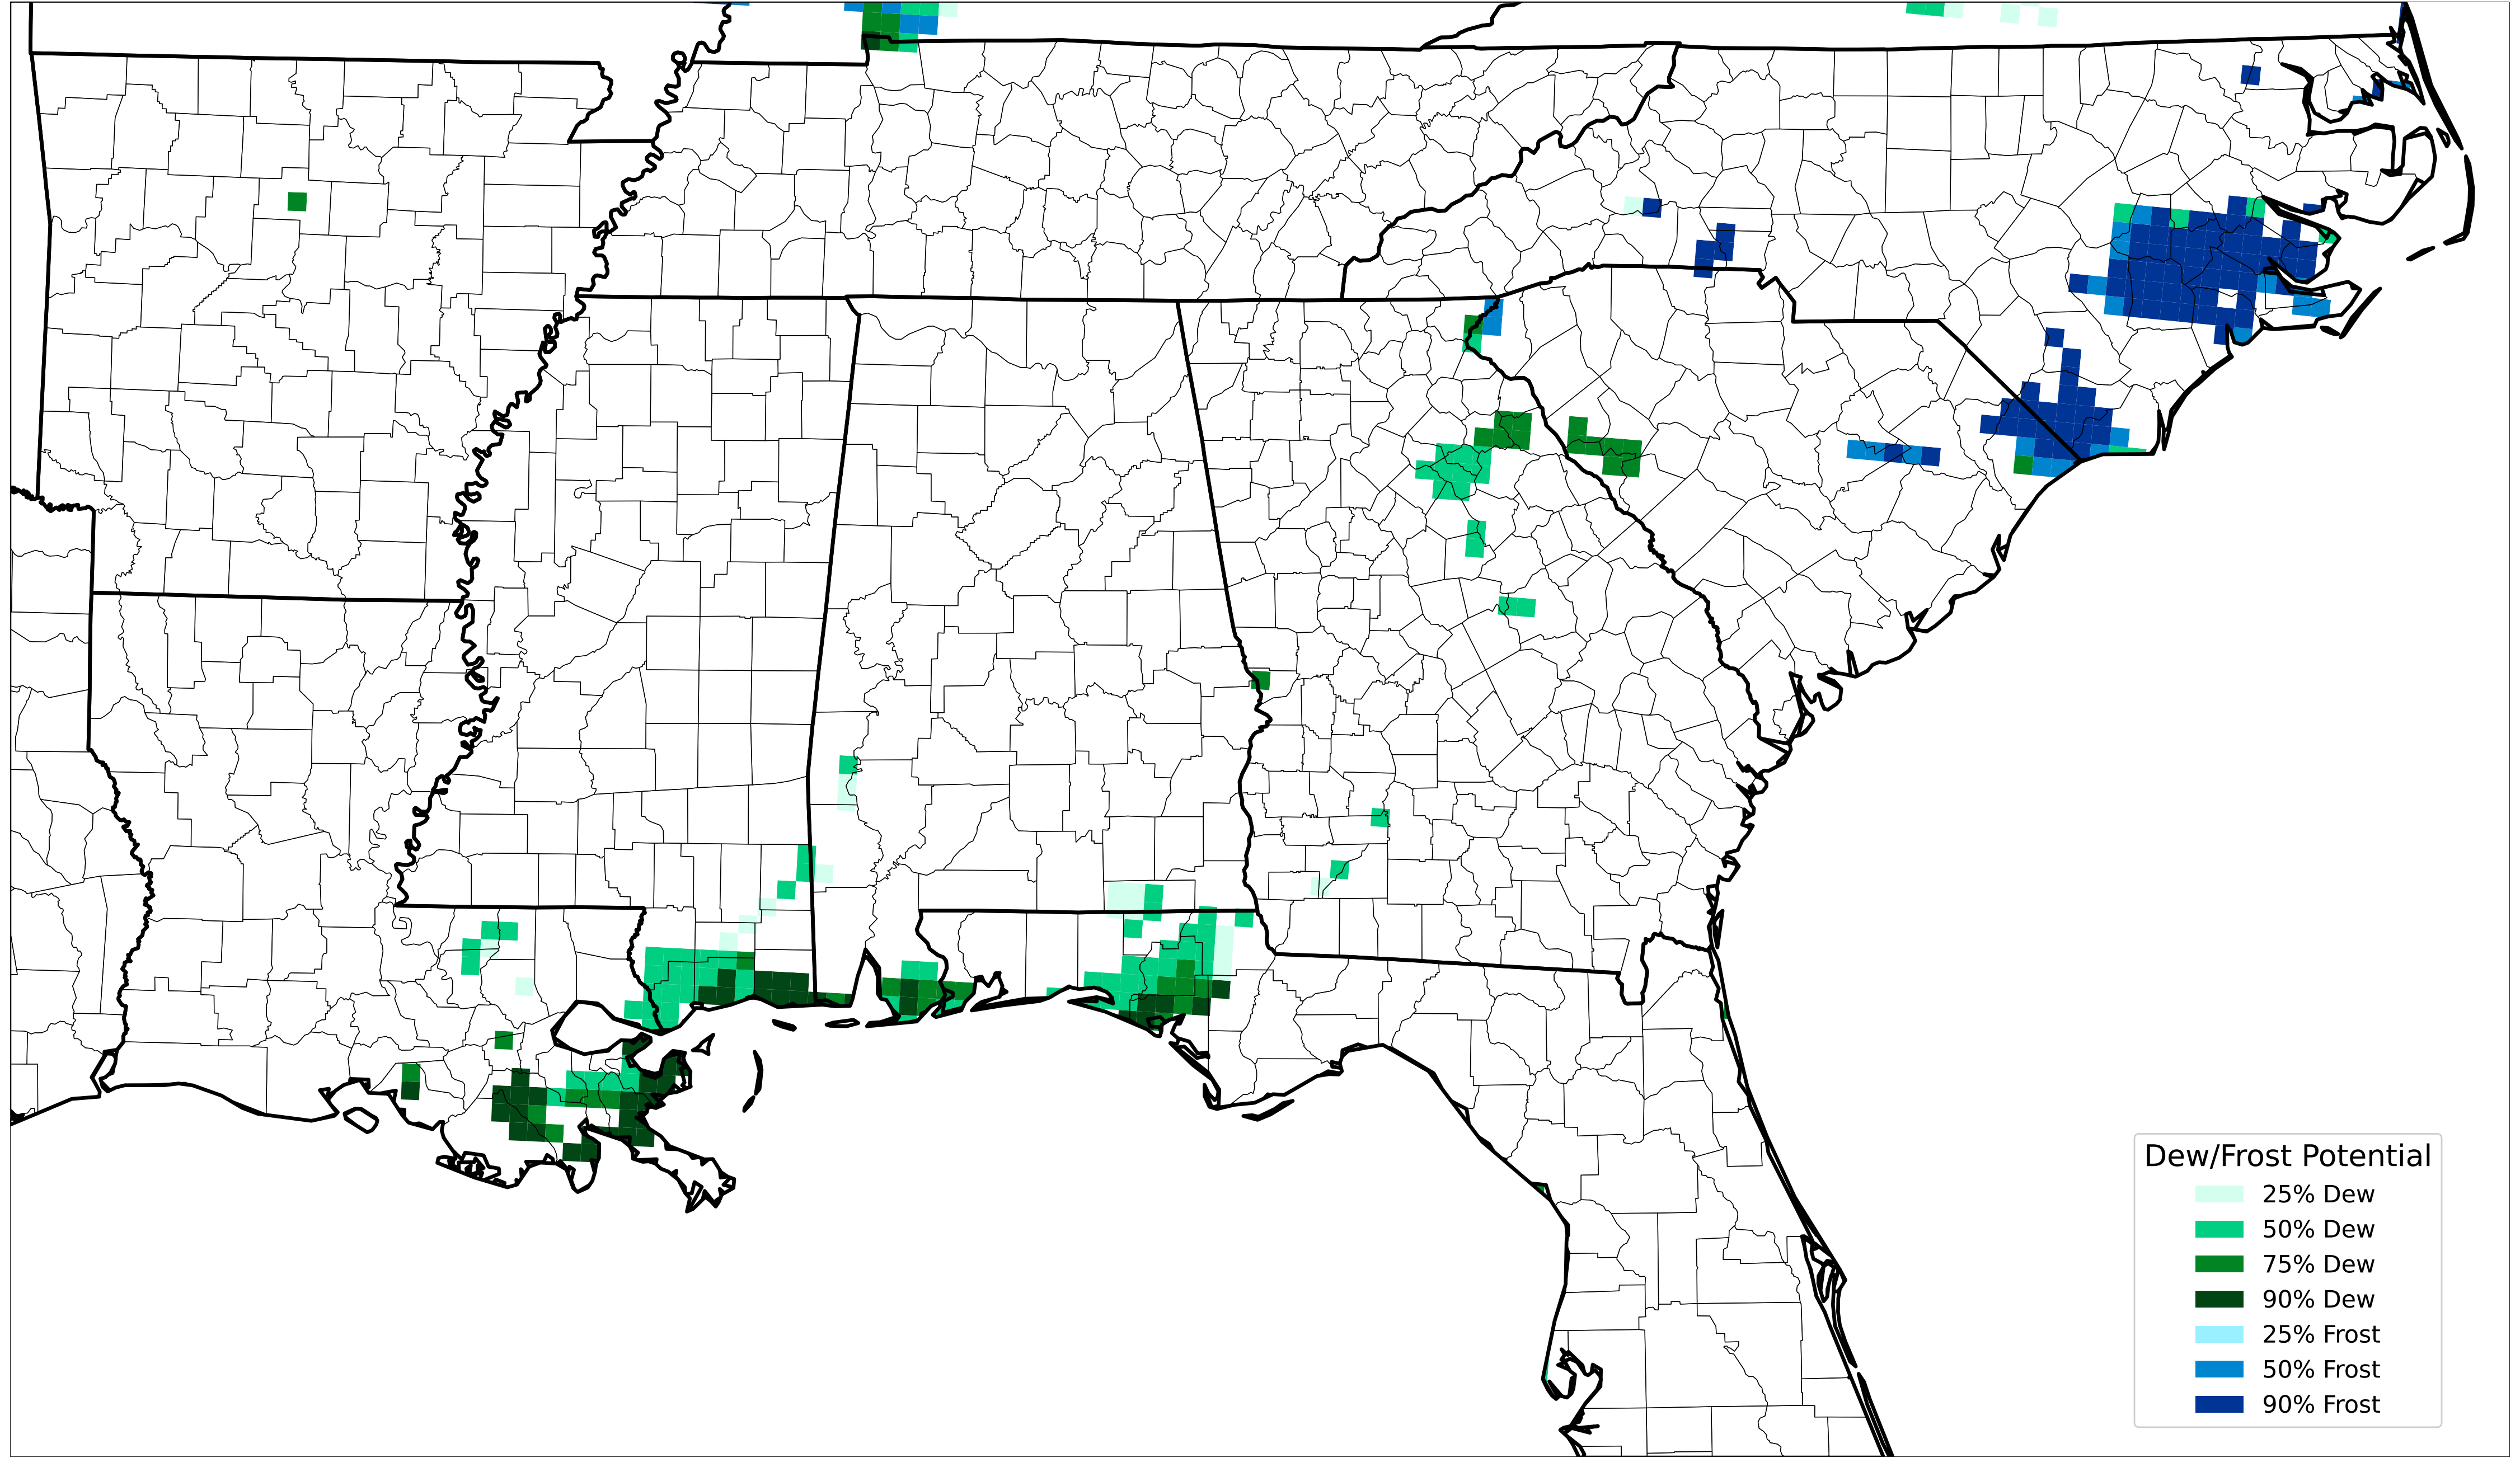 Dew/Frost Potential
25% Dew
50% Dew
75% Dew
90% Dew
25% Frost
50% Frost
90% Frost